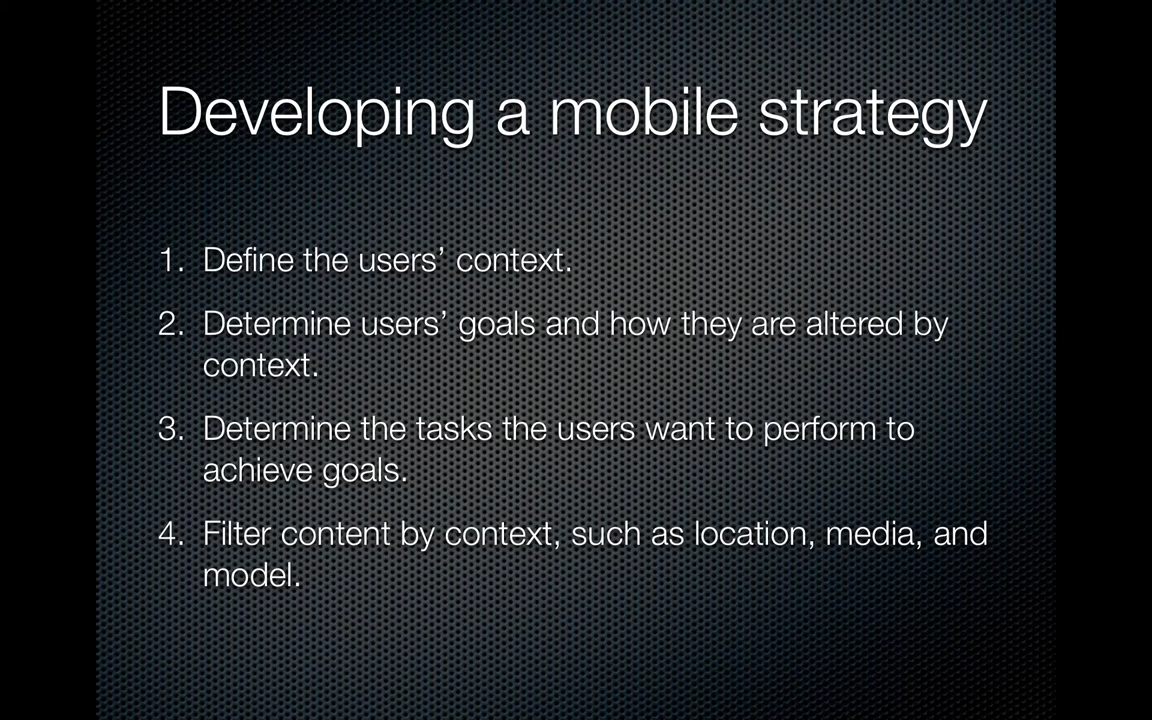 Developing a mobile strategy
1. Define the users’ context.
2. Determine users’ goals and how they are altered by
context.
3. Determine the tasks the users want to perform to
achieve goals.
4. Filter content by context, such as location, media, and
model.